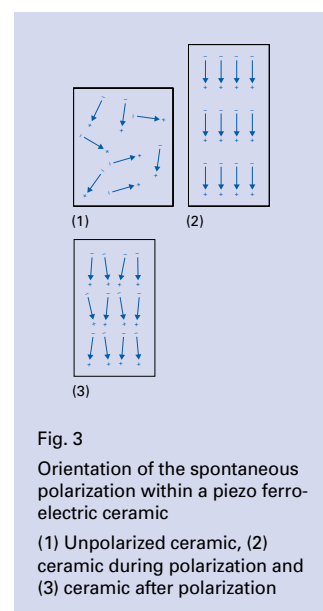 (1)
(2)
(3)
Fig. 3
Orientation of the spontaneous
polarization within a piezo ferro-
electric ceramic
(1) Unpolarized ceramic, (2)
ceramic during polarization and
(3) ceramic after polarization